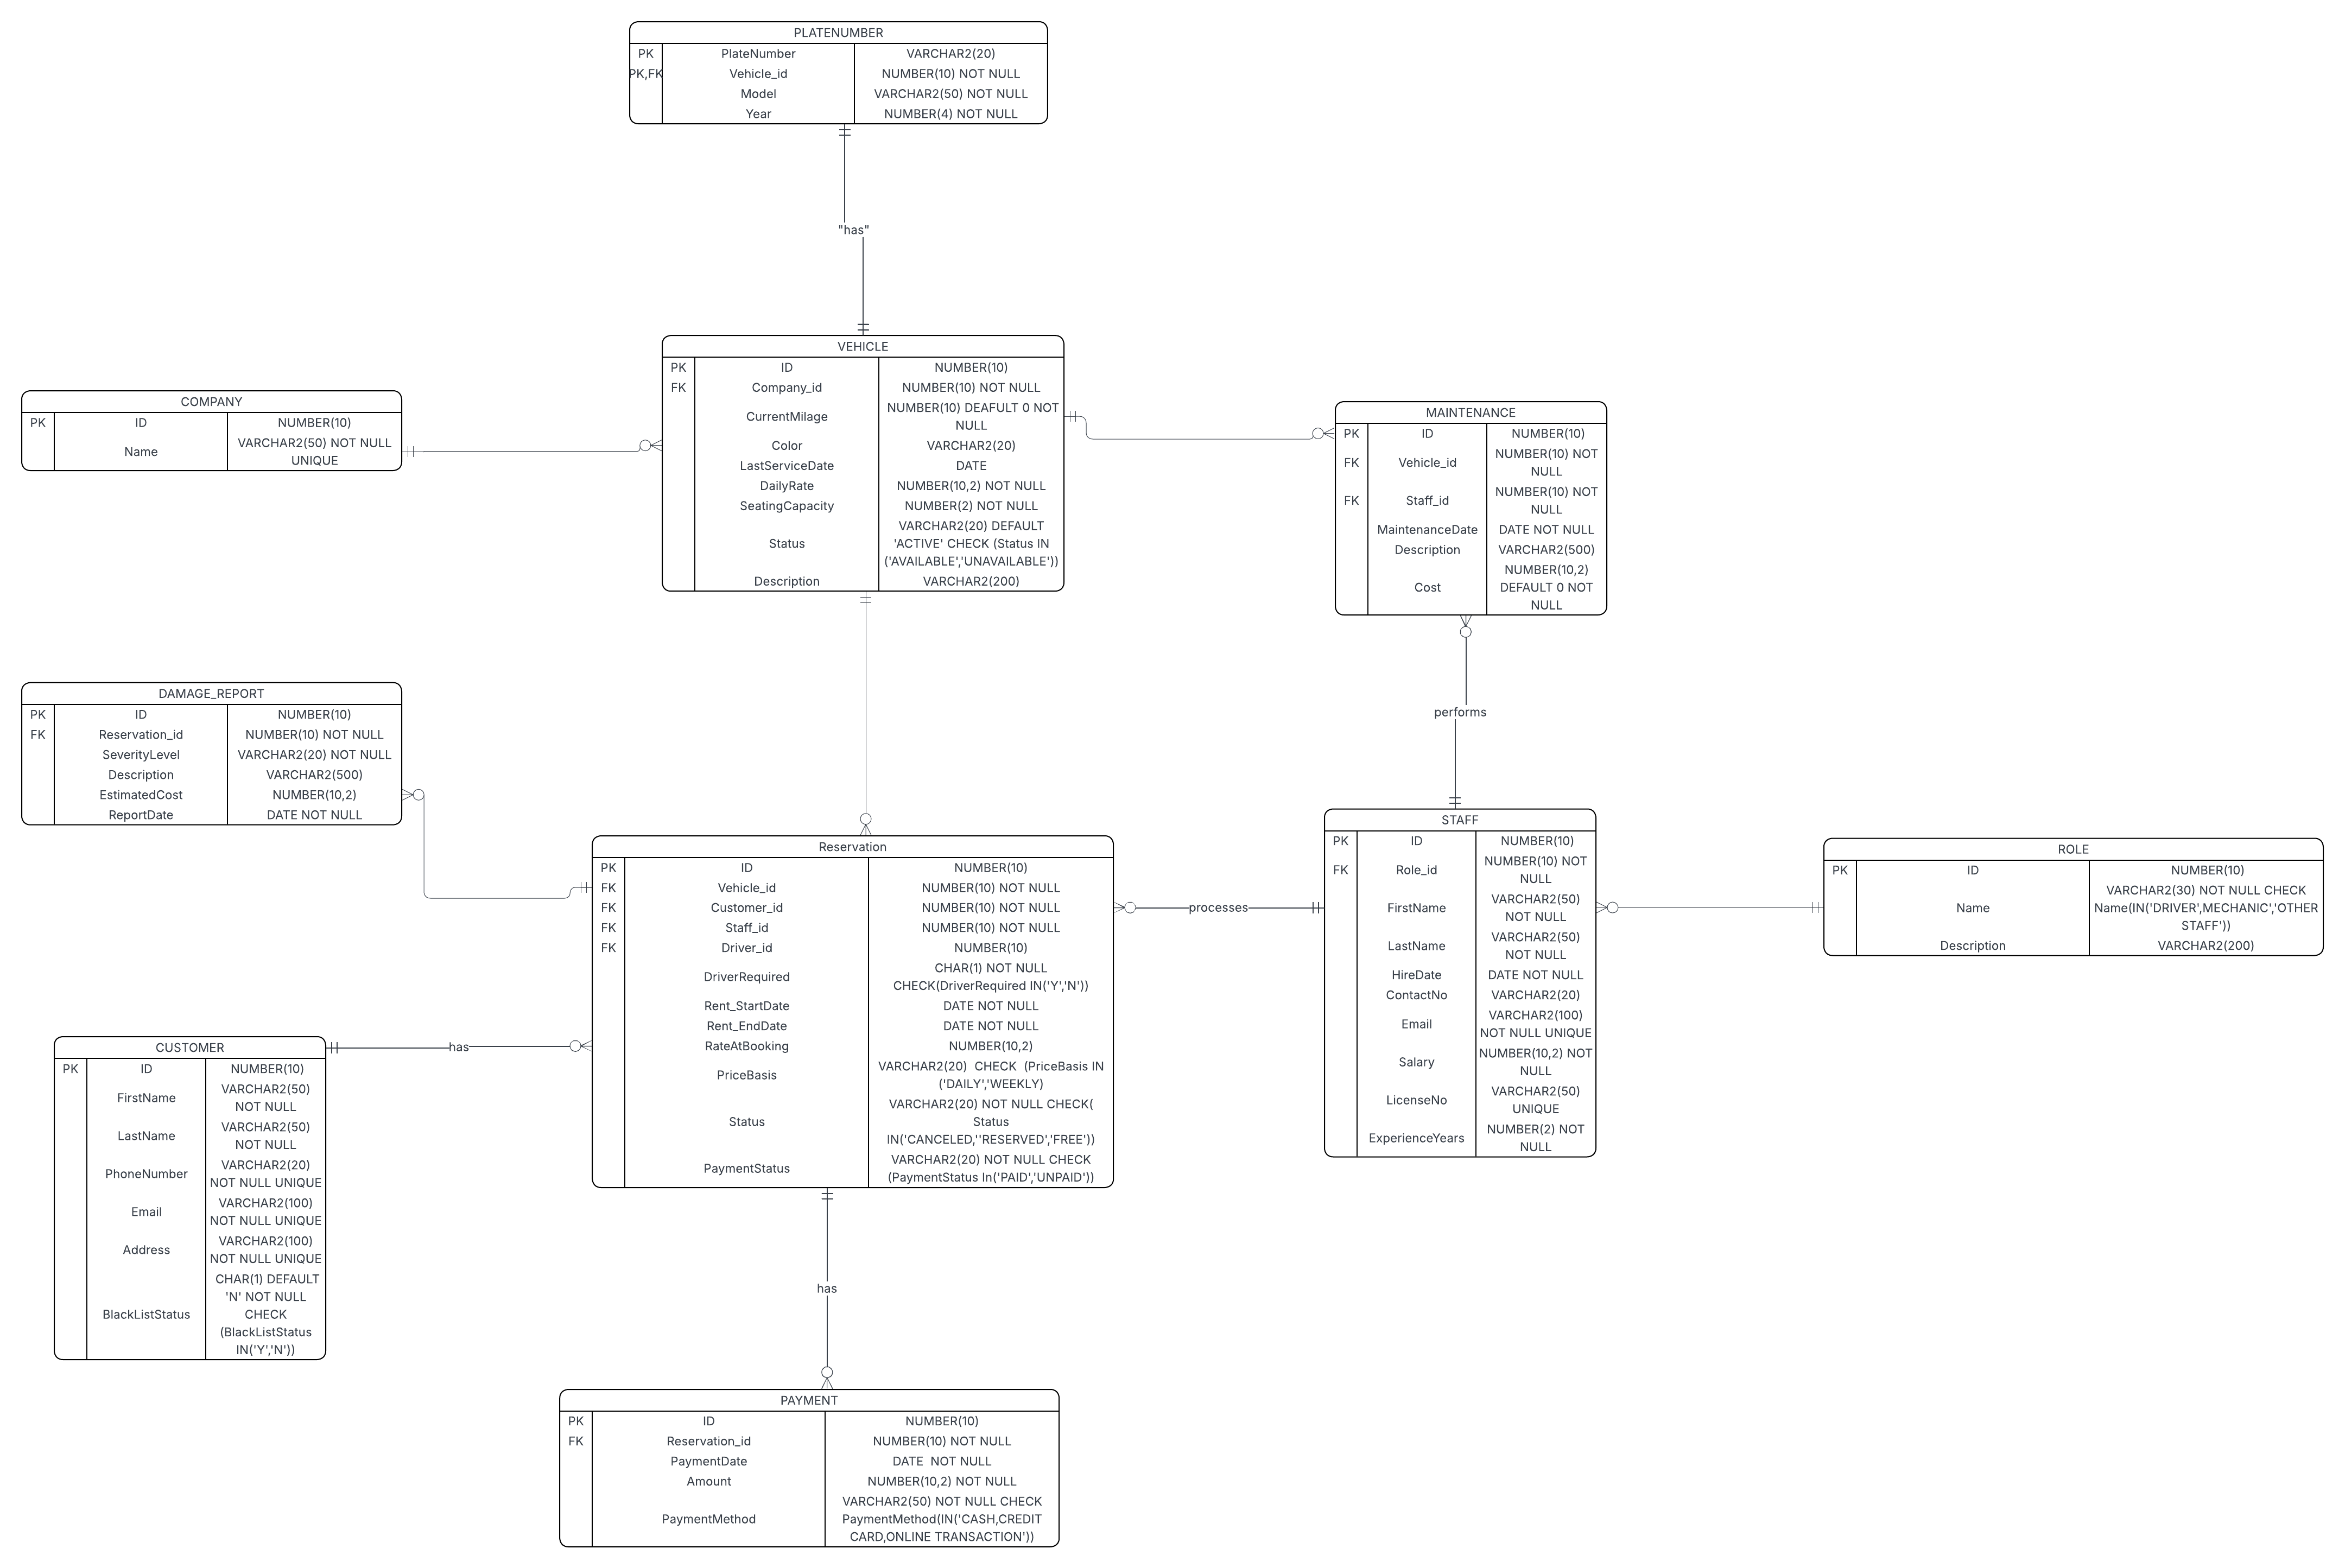 PLATENUMBER
PK PlateNumber VARCHAR2(20)
PK,FK Vehicle_id NUMBER(10) NOT NULL
Model VARCHAR2(50) NOT NULL
Year NUMBER(4) NOT NULL
"has"
VEHICLE
PK ID NUMBER(10)
FK Company_id NUMBER(10) NOT NULL
CurrentMilage NUMBER(10) DEAFULT 0 NOT
NULL
Color VARCHAR2(20)
LastServiceDate DATE
DailyRate NUMBER(10,2) NOT NULL
SeatingCapacity NUMBER(2) NOT NULL
VARCHAR2(20) DEFAULT
Status 'ACTIVE' CHECK (Status IN
('AVAILABLE','UNAVAILABLE'))
Description VARCHAR2(200)
COMPANY
PK ID NUMBER(10)
Name VARCHAR2(50) NOT NULL
UNIQUE
MAINTENANCE
PK ID NUMBER(10)
FK Vehicle_id NUMBER(10) NOT
NULL
FK Staff_id NUMBER(10) NOT
NULL
MaintenanceDate DATE NOT NULL
Description VARCHAR2(500)
NUMBER(10,2)
Cost DEFAULT 0 NOT
NULL
performs
DAMAGE_REPORT
PK ID NUMBER(10)
FK Reservation_id NUMBER(10) NOT NULL
SeverityLevel VARCHAR2(20) NOT NULL
Description VARCHAR2(500)
EstimatedCost NUMBER(10,2)
ReportDate DATE NOT NULL
Reservation
PK ID NUMBER(10)
FK Vehicle_id NUMBER(10) NOT NULL
FK Customer_id NUMBER(10) NOT NULL
FK Staff_id NUMBER(10) NOT NULL
FK Driver_id NUMBER(10)
DriverRequired CHAR(1) NOT NULL
CHECK(DriverRequired IN('Y','N'))
Rent_StartDate DATE NOT NULL
Rent_EndDate DATE NOT NULL
RateAtBooking NUMBER(10,2)
PriceBasis VARCHAR2(20) CHECK (PriceBasis IN
('DAILY','WEEKLY)
VARCHAR2(20) NOT NULL CHECK(
Status Status
IN('CANCELED,''RESERVED','FREE'))
PaymentStatus VARCHAR2(20) NOT NULL CHECK
(PaymentStatus In('PAID','UNPAID'))
processes
STAFF
PK ID NUMBER(10)
FK Role_id NUMBER(10) NOT
NULL
FirstName VARCHAR2(50)
NOT NULL
LastName VARCHAR2(50)
NOT NULL
HireDate DATE NOT NULL
ContactNo VARCHAR2(20)
Email VARCHAR2(100)
NOT NULL UNIQUE
Salary NUMBER(10,2) NOT
NULL
LicenseNo VARCHAR2(50)
UNIQUE
ExperienceYears NUMBER(2) NOT
NULL
ROLE
PK ID NUMBER(10)
VARCHAR2(30) NOT NULL CHECK
Name Name(IN('DRIVER',MECHANIC','OTHER
STAFF'))
Description VARCHAR2(200)
CUSTOMER
PK ID NUMBER(10)
FirstName VARCHAR2(50)
NOT NULL
LastName VARCHAR2(50)
NOT NULL
PhoneNumber VARCHAR2(20)
NOT NULL UNIQUE
Email VARCHAR2(100)
NOT NULL UNIQUE
Address VARCHAR2(100)
NOT NULL UNIQUE
CHAR(1) DEFAULT
'N' NOT NULL
BlackListStatus CHECK
(BlackListStatus
IN('Y','N'))
has
has
PAYMENT
PK ID NUMBER(10)
FK Reservation_id NUMBER(10) NOT NULL
PaymentDate DATE NOT NULL
Amount NUMBER(10,2) NOT NULL
VARCHAR2(50) NOT NULL CHECK
PaymentMethod PaymentMethod(IN('CASH,CREDIT
CARD,ONLINE TRANSACTION'))